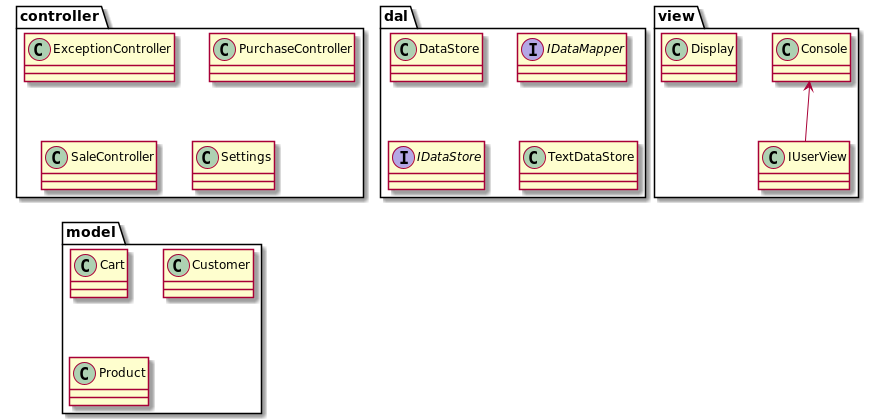 controller
C ExceptionController
C PurchaseController
C SaleController
C Settings
dal
C DataStore
I IDataMapper
I IDataStore
C TextDataStore
view
C Display
C Console
C IUserView
model
C Cart
C Customer
C Product